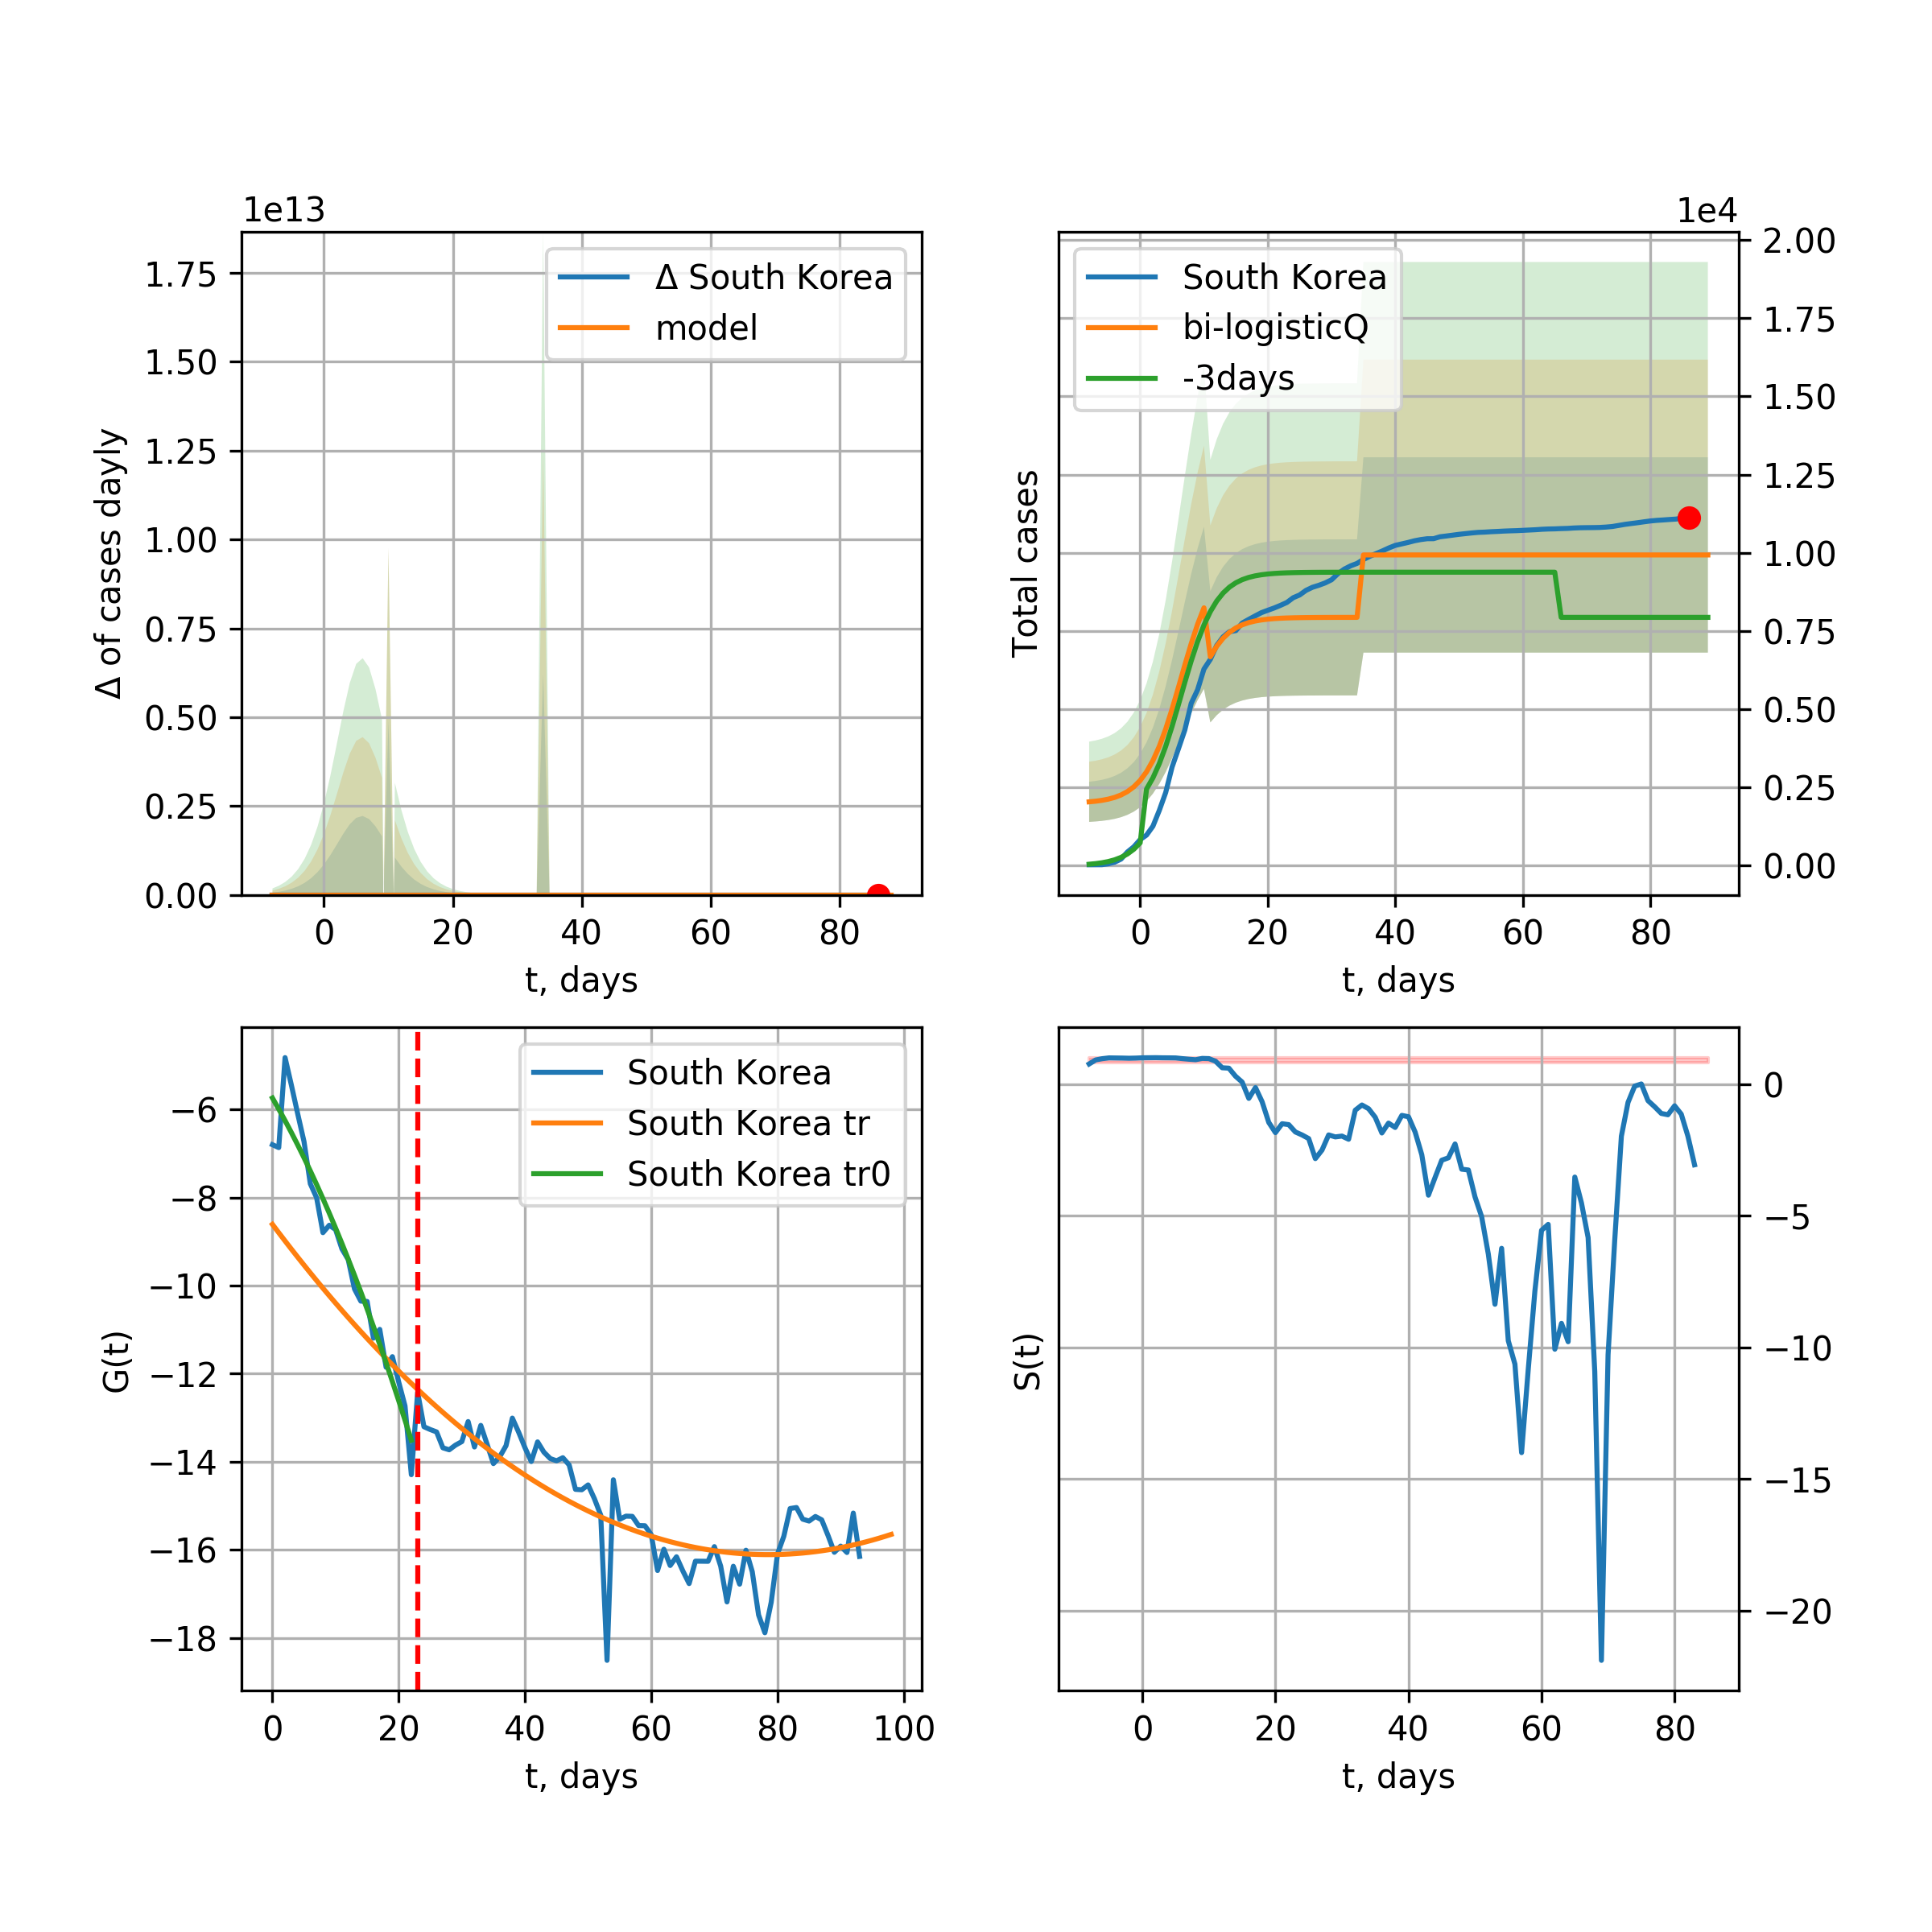 1e13
Δ South Korea
model
1.75
1.50
1.25
1.00
0.75
0.50
0.25
0.00
Δ of cases dayly
0 20 40 60 80
t, days
1e4
South Korea
bi-logisticQ
-3days
2.00
1.75
1.50
1.25
1.00
0.75
0.50
0.25
0.00
Total cases
0 20 40 60 80
t, days
South Korea
South Korea tr
South Korea tr0
−6
−8
−10
−12
−14
−16
−18
G(t)
0 20 40 60 80 100
t, days
0
−5
−10
−15
−20
S(t)
0 20 40 60 80
t, days